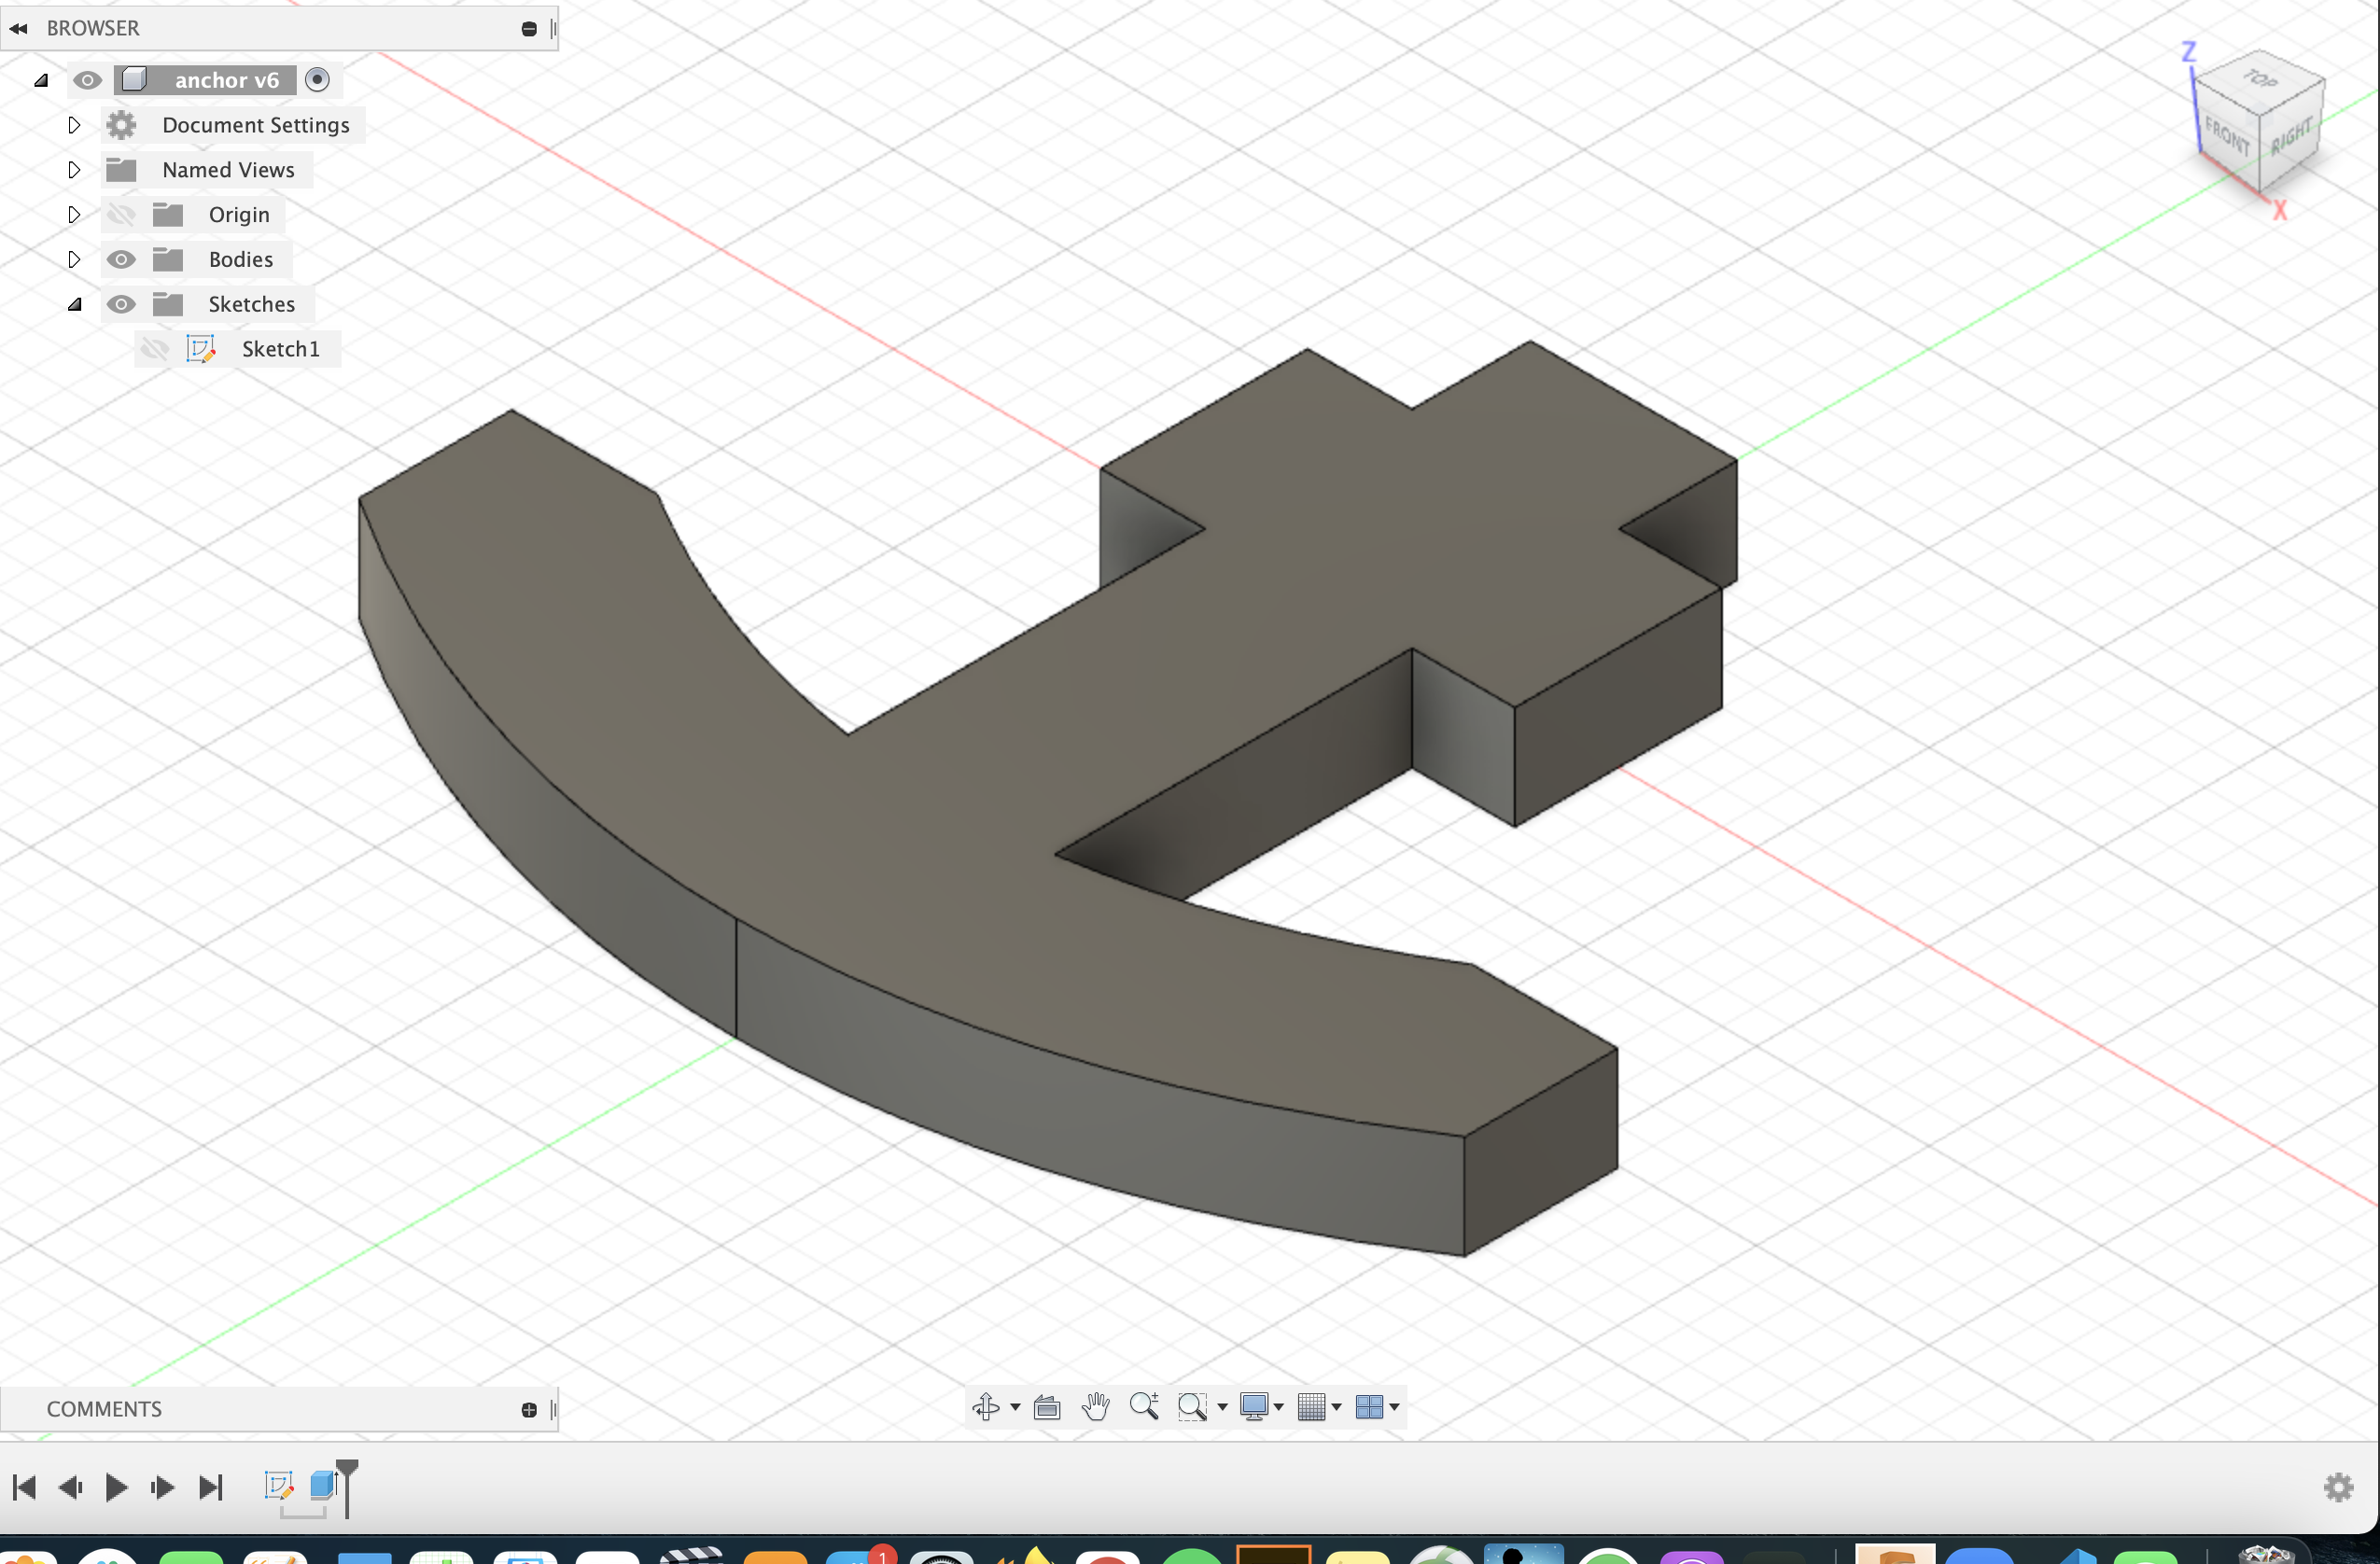 BROWSER
anchor v6
Document Settings
Named Views
Origin
Bodies
Sketches
Sketch1
Z
TOP
FRONT
RIGHT
X
COMMENTS
1